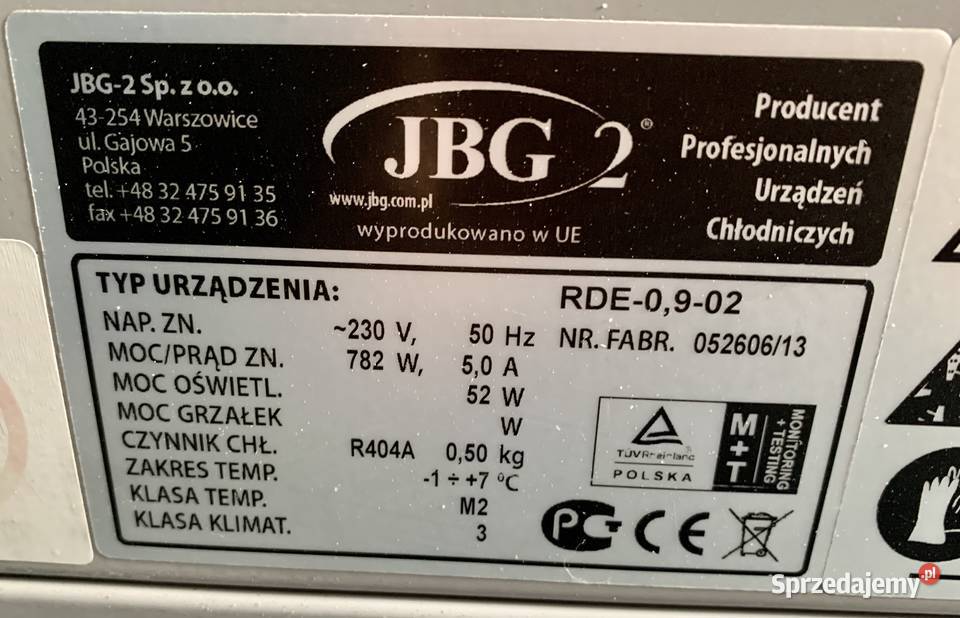 JBG-2 Sp. z o.o.
43-254 Warszowice
ul. Gajowa 5
Polska
tel. +48 32 475 91 35
fax +48 32 475 91 36
JBG 2®
www.jbg.com.pl
wyprodukowano w UE
Producent
Profesjonalnych
Urządzeń
Chłodniczych
TYP URZĄDZENIA: RDE-0,9-02
NAP. ZN. ~230 V, 50 Hz NR. FABR. 052606/13
MOC/PRĄD ZN. 782 W, 5,0 A
MOC OŚWIETL. 52 W
MOC GRZAŁEK W
CZYNNIK CHŁ. R404A 0,50 kg
ZAKRES TEMP. -1 ÷ +7 °C
KLASA TEMP. M2
KLASA KLIMAT. 3
TÜVRheinland®
POLSKA
M+T
MONITORING
+ TESTING
PCT CE
Sprzedajemy.pl